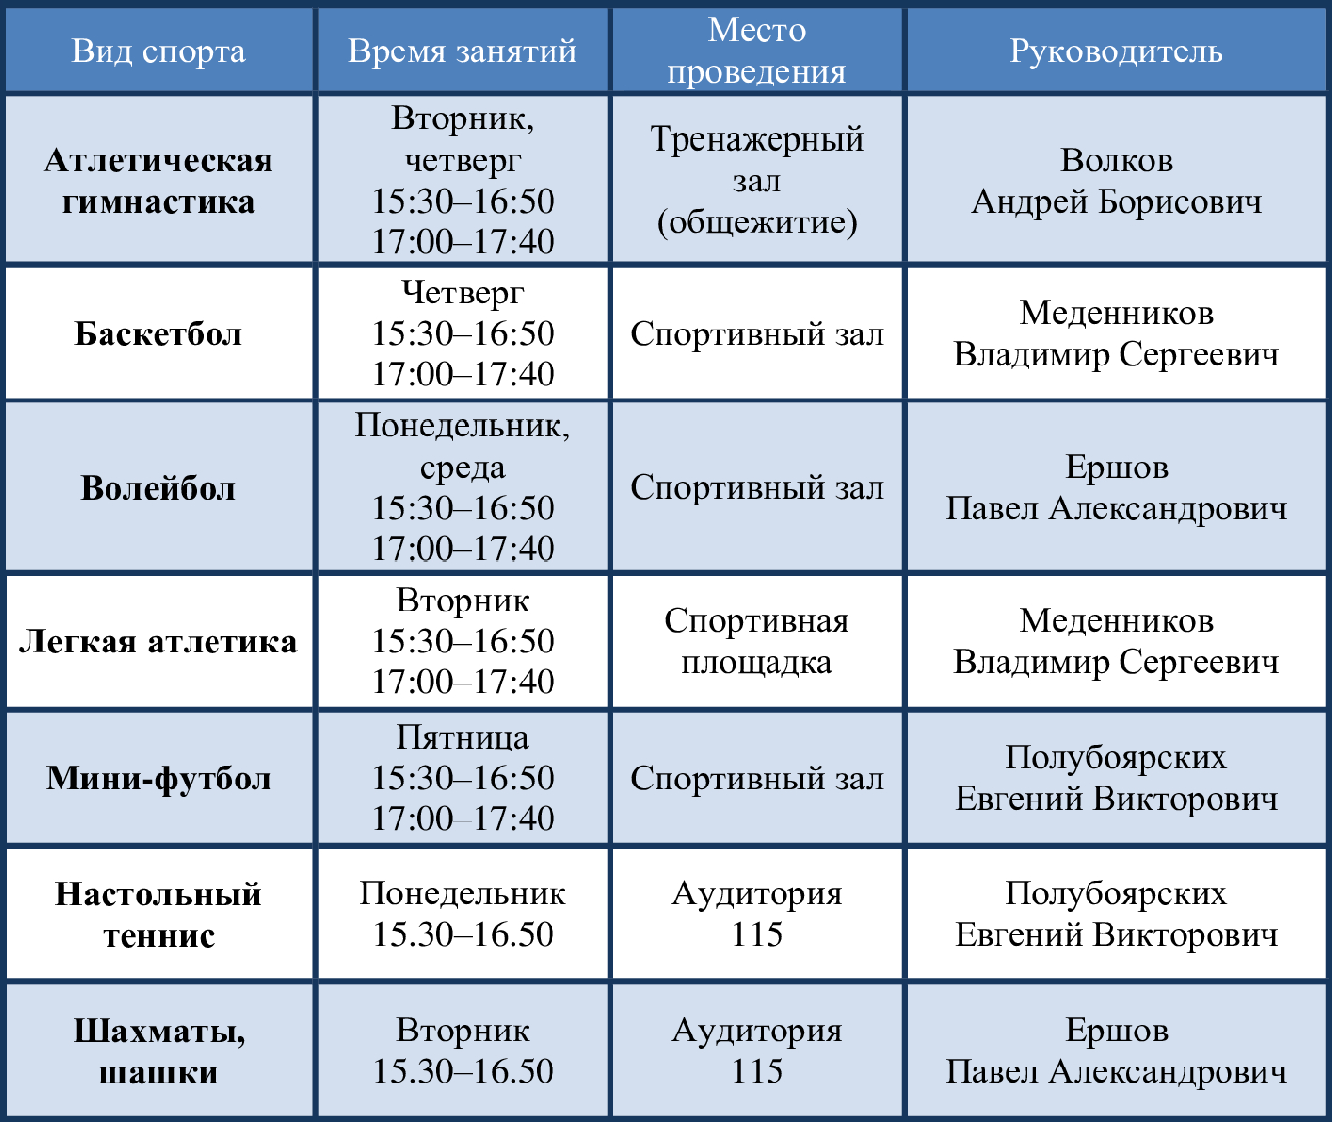 Вид спорта
Время занятий
Место
проведения
Руководитель
Атлетическая
гимнастика
Вторник,
четверг
15:30–16:50
17:00–17:40
Тренажерный
зал
(общежитие)
Волков
Андрей Борисович
Баскетбол
Четверг
15:30–16:50
17:00–17:40
Спортивный зал
Меденников
Владимир Сергеевич
Волейбол
Понедельник,
среда
15:30–16:50
17:00–17:40
Спортивный зал
Ершов
Павел Александрович
Легкая атлетика
Вторник
15:30–16:50
17:00–17:40
Спортивная
площадка
Меденников
Владимир Сергеевич
Мини-футбол
Пятница
15:30–16:50
17:00–17:40
Спортивный зал
Полубоярских
Евгений Викторович
Настольный
теннис
Понедельник
15.30–16.50
Аудитория
115
Полубоярских
Евгений Викторович
Шахматы,
шашки
Вторник
15.30–16.50
Аудитория
115
Ершов
Павел Александрович